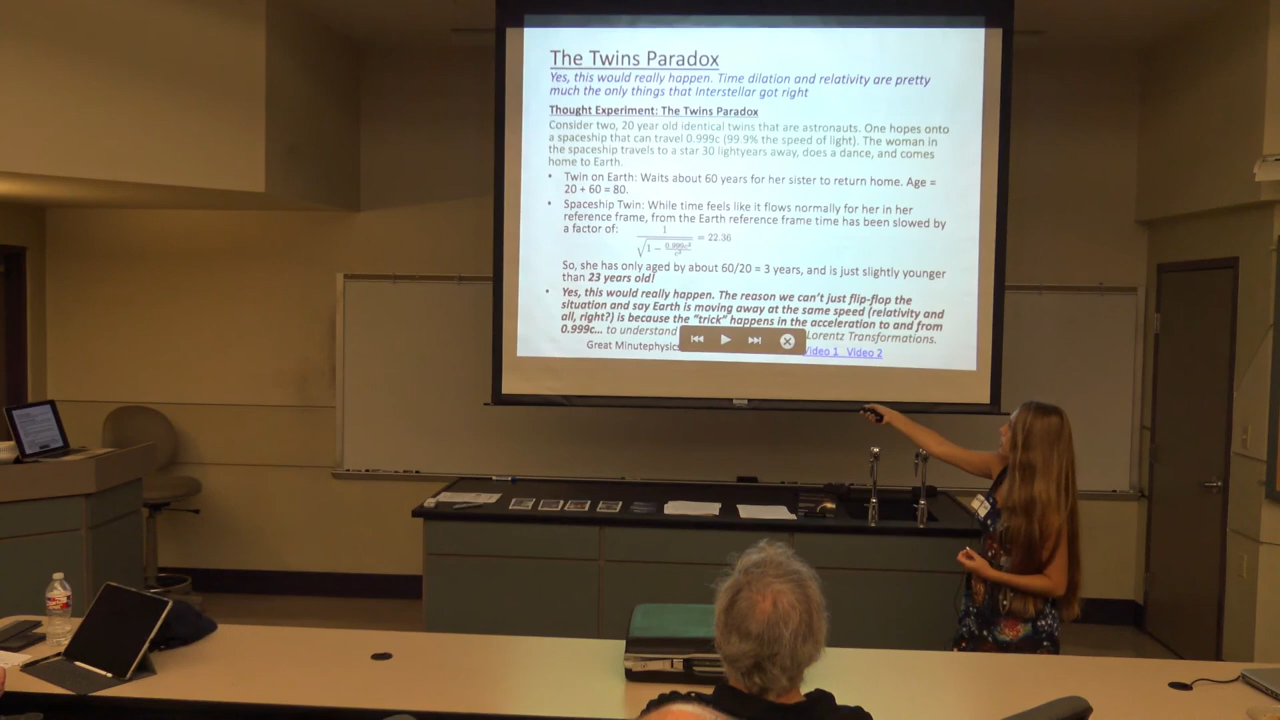 The Twins Paradox
Yes, this would really happen. Time dilation and relativity are pretty
much the only things that Interstellar got right
Thought Experiment: The Twins Paradox
Consider two, 20 year old identical twins that are astronauts. One hopes onto
a spaceship that can travel 0.999c (99.9% the speed of light). The woman in
the spaceship travels to a star 30 lightyears away, does a dance, and comes
home to Earth.
• Twin on Earth: Waits about 60 years for her sister to return home. Age =
20 + 60 = 80.
• Spaceship Twin: While time feels like it flows normally for her in her
reference frame, from the Earth reference frame time has been slowed by
a factor of:
1
√1 − 0.999c²/c² = 22.36
So, she has only aged by about 60/20 = 3 years, and is just slightly younger
than 23 years old!
• Yes, this would really happen. The reason we can't just flip-flop the
situation and say Earth is moving away at the same speed (relativity and
all, right?) is because the "trick" happens in the acceleration to and from
0.999c... to understand Lorentz Transformations.
Great Minutephysics Video 1 Video 2